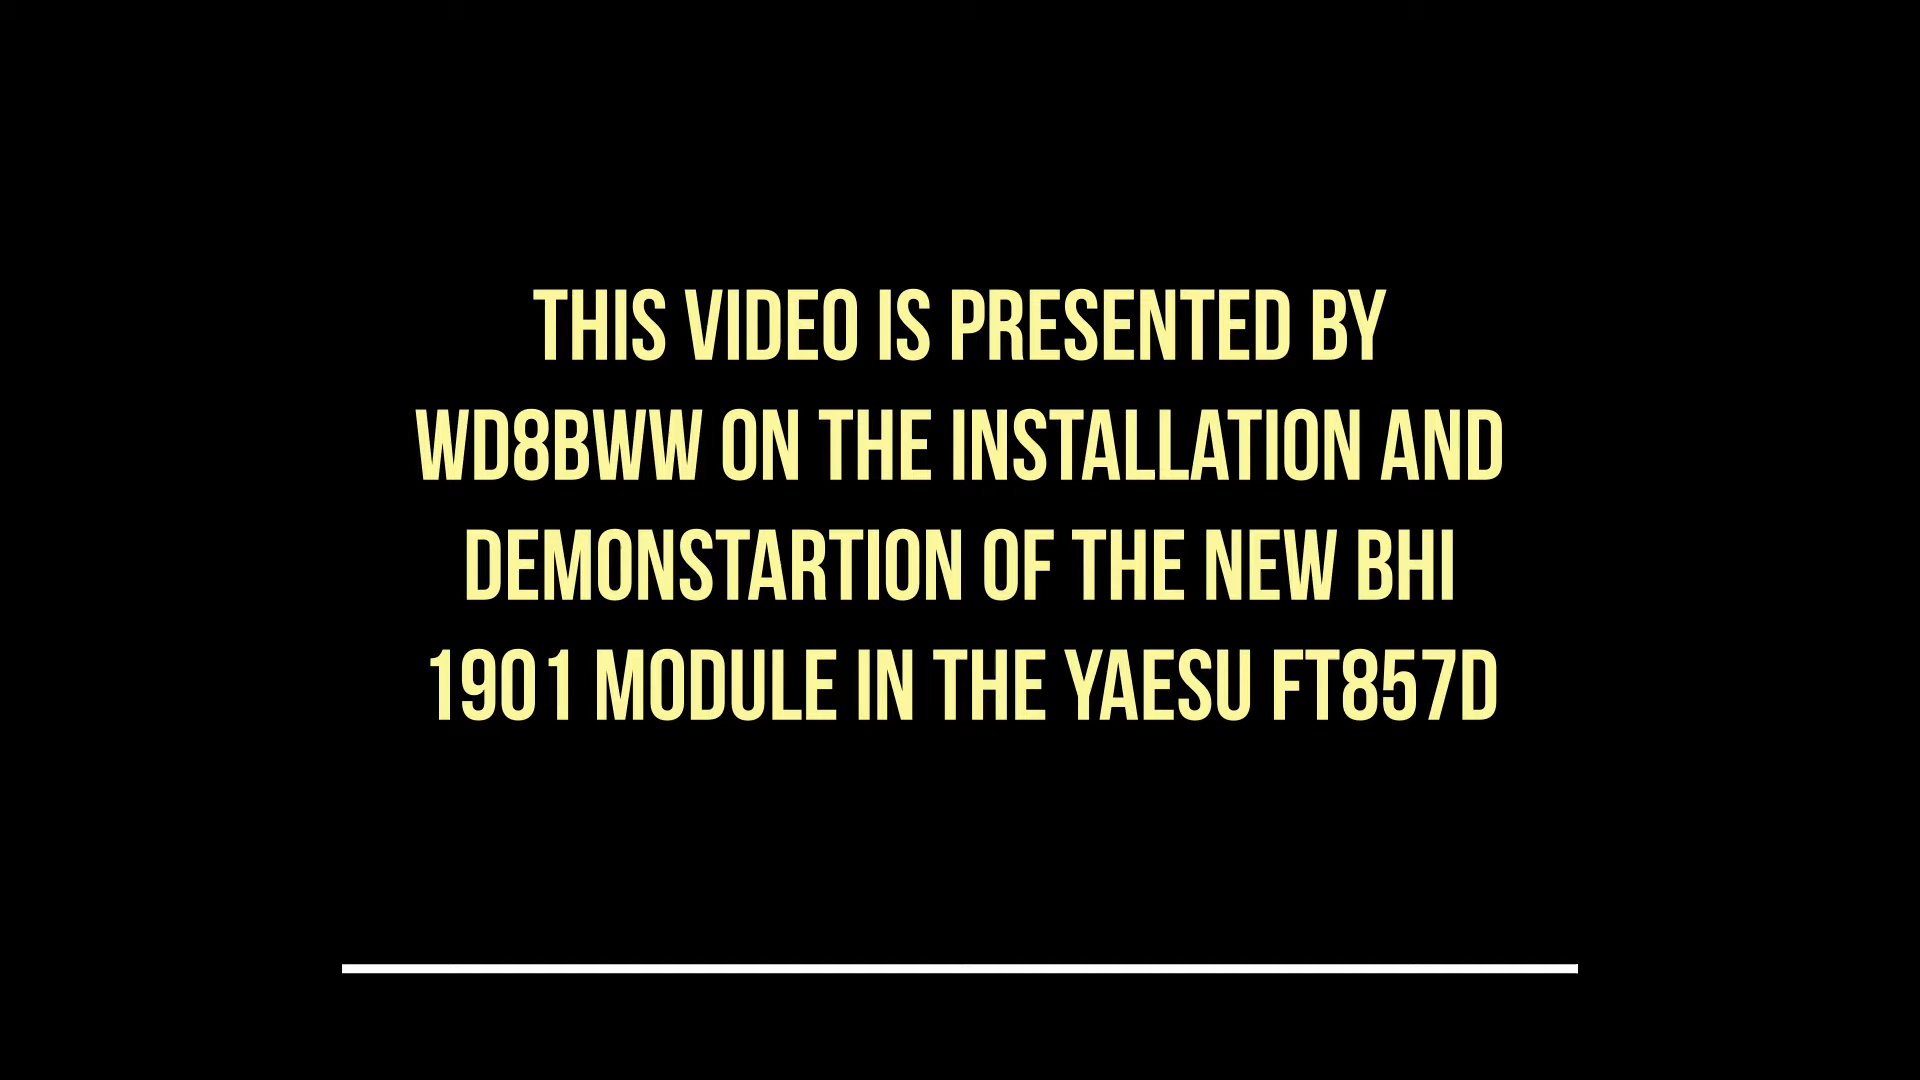 THIS VIDEO IS PRESENTED BY
WD8BWW ON THE INSTALLATION AND
DEMONSTARTION OF THE NEW BHI
1901 MODULE IN THE YAESU FT857D